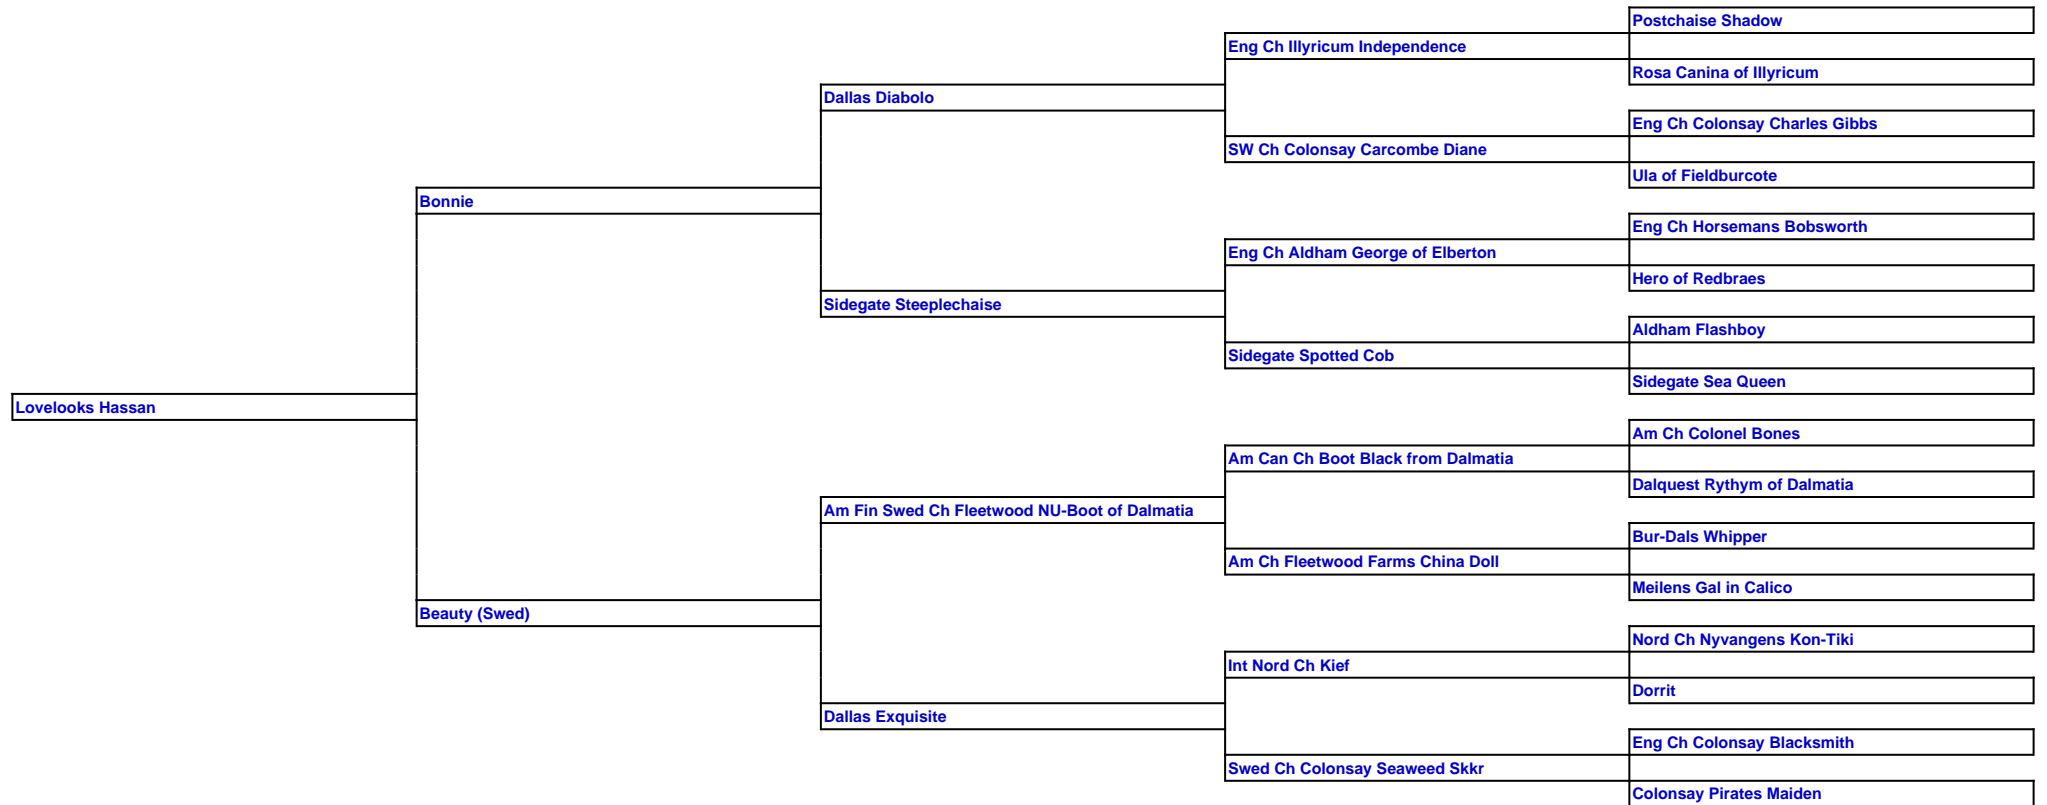 Postchaise Shadow
Eng Ch Illyricum Independence
Rosa Canina of Illyricum
Dallas Diabolo
Eng Ch Colonsay Charles Gibbs
SW Ch Colonsay Carcombe Diane
Ula of Fieldburcote
Bonnie
Eng Ch Horsemans Bobsworth
Eng Ch Aldham George of Elberton
Hero of Redbraes
Sidegate Steeplechaise
Aldham Flashboy
Sidegate Spotted Cob
Sidegate Sea Queen
Lovelooks Hassan
Am Ch Colonel Bones
Am Can Ch Boot Black from Dalmatia
Dalquest Rythym of Dalmatia
Am Fin Swed Ch Fleetwood NU-Boot of Dalmatia
Bur-Dals Whipper
Am Ch Fleetwood Farms China Doll
Meilens Gal in Calico
Beauty (Swed)
Nord Ch Nyvangens Kon-Tiki
Int Nord Ch Kief
Dorrit
Dallas Exquisite
Eng Ch Colonsay Blacksmith
Swed Ch Colonsay Seaweed Skkr
Colonsay Pirates Maiden